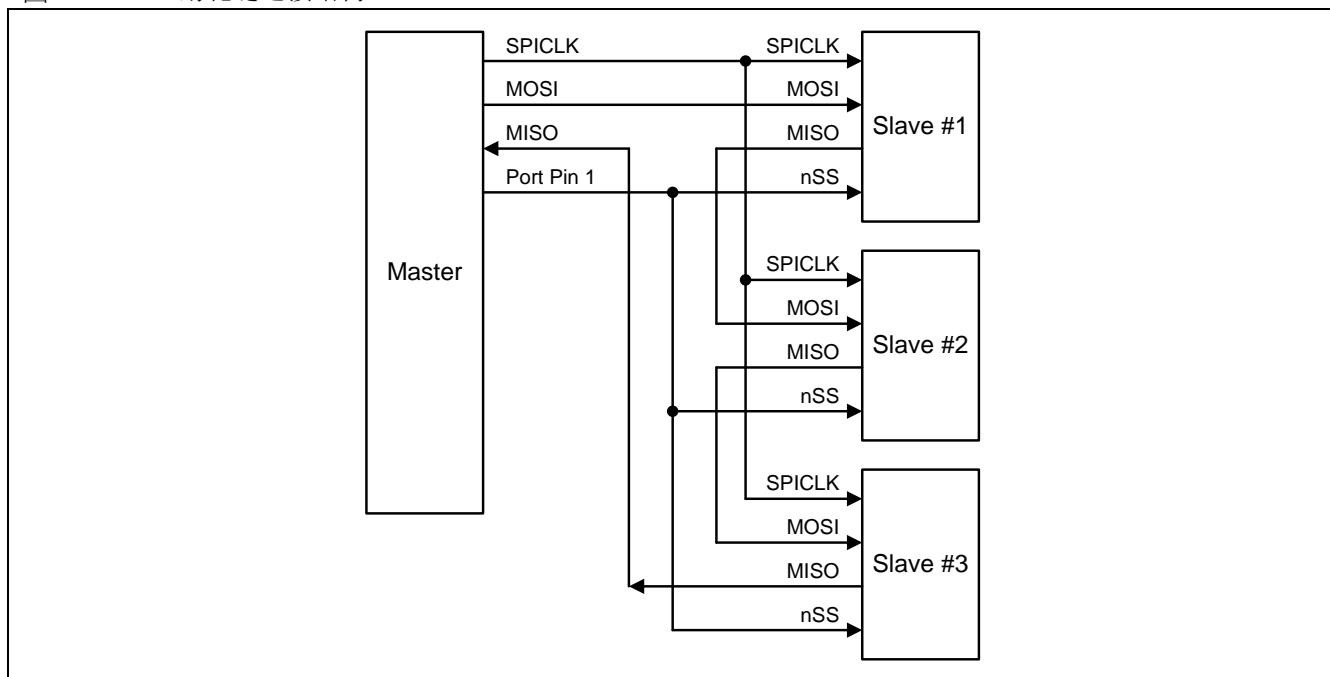 SPICLK SPICLK
MOSI MOSI
MISO MISO
Port Pin 1 nSS
Slave #1
Master
SPICLK
MOSI
MISO
nSS
Slave #2
SPICLK
MOSI
MISO
nSS
Slave #3